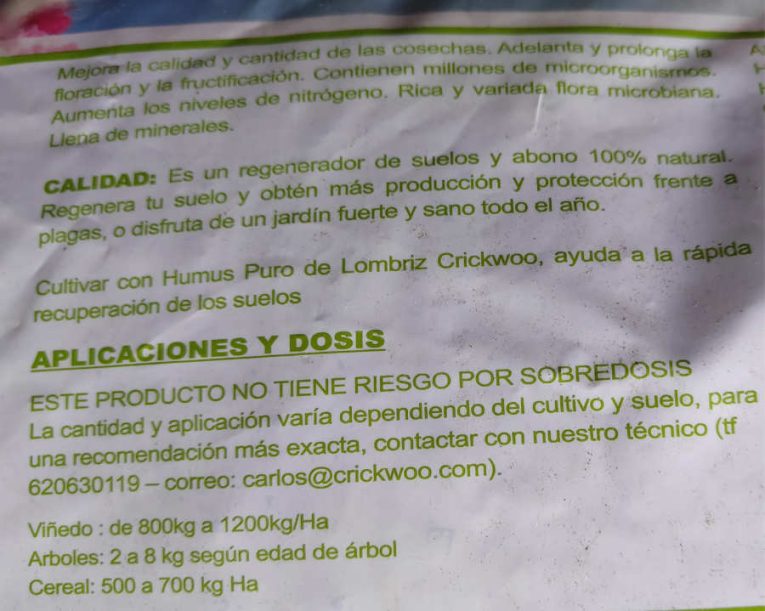 Mejora la calidad y cantidad de las cosechas. Adelanta y prolonga la
floración y la fructificación. Contienen millones de microorganismos.
Aumenta los niveles de nitrógeno. Rica y variada flora microbiana.
Llena de minerales.
CALIDAD: Es un regenerador de suelos y abono 100% natural.
Regenera tu suelo y obtén más producción y protección frente a
plagas, o disfruta de un jardín fuerte y sano todo el año.
Cultivar con Humus Puro de Lombriz Crickwoo, ayuda a la rápida
recuperación de los suelos
APLICACIONES Y DOSIS
ESTE PRODUCTO NO TIENE RIESGO POR SOBREDOSIS
La cantidad y aplicación varía dependiendo del cultivo y suelo, para
una recomendación más exacta, contactar con nuestro técnico (tf
620630119 – correo: carlos@crickwoo.com).
Viñedo : de 800kg a 1200kg/Ha
Arboles: 2 a 8 kg según edad de árbol
Cereal: 500 a 700 kg Ha